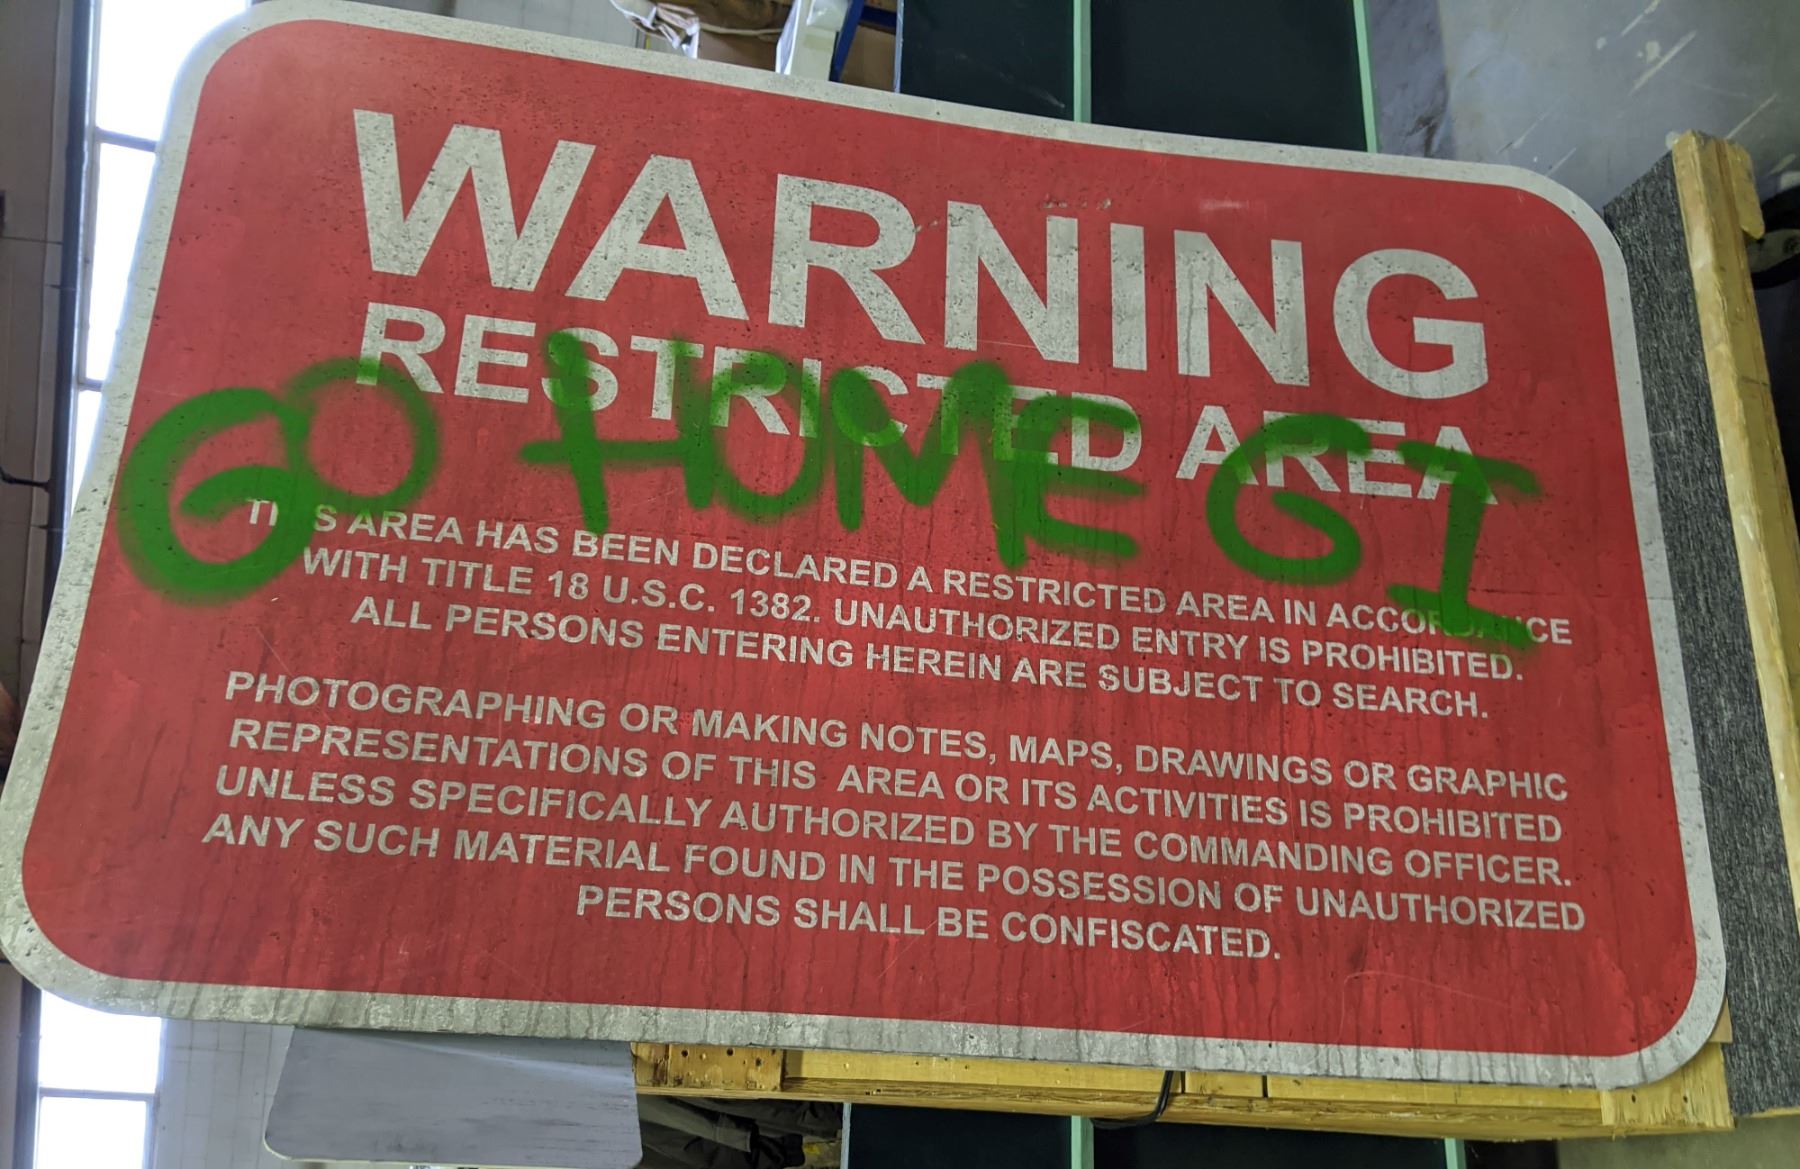 WARNING
RESTRICTED AREA
GO HOME GI
THIS AREA HAS BEEN DECLARED A RESTRICTED AREA IN ACCORDANCE
WITH TITLE 18 U.S.C. 1382. UNAUTHORIZED ENTRY IS PROHIBITED.
ALL PERSONS ENTERING HEREIN ARE SUBJECT TO SEARCH.
PHOTOGRAPHING OR MAKING NOTES, MAPS, DRAWINGS OR GRAPHIC
REPRESENTATIONS OF THIS AREA OR ITS ACTIVITIES IS PROHIBITED
UNLESS SPECIFICALLY AUTHORIZED BY THE COMMANDING OFFICER.
ANY SUCH MATERIAL FOUND IN THE POSSESSION OF UNAUTHORIZED
PERSONS SHALL BE CONFISCATED.